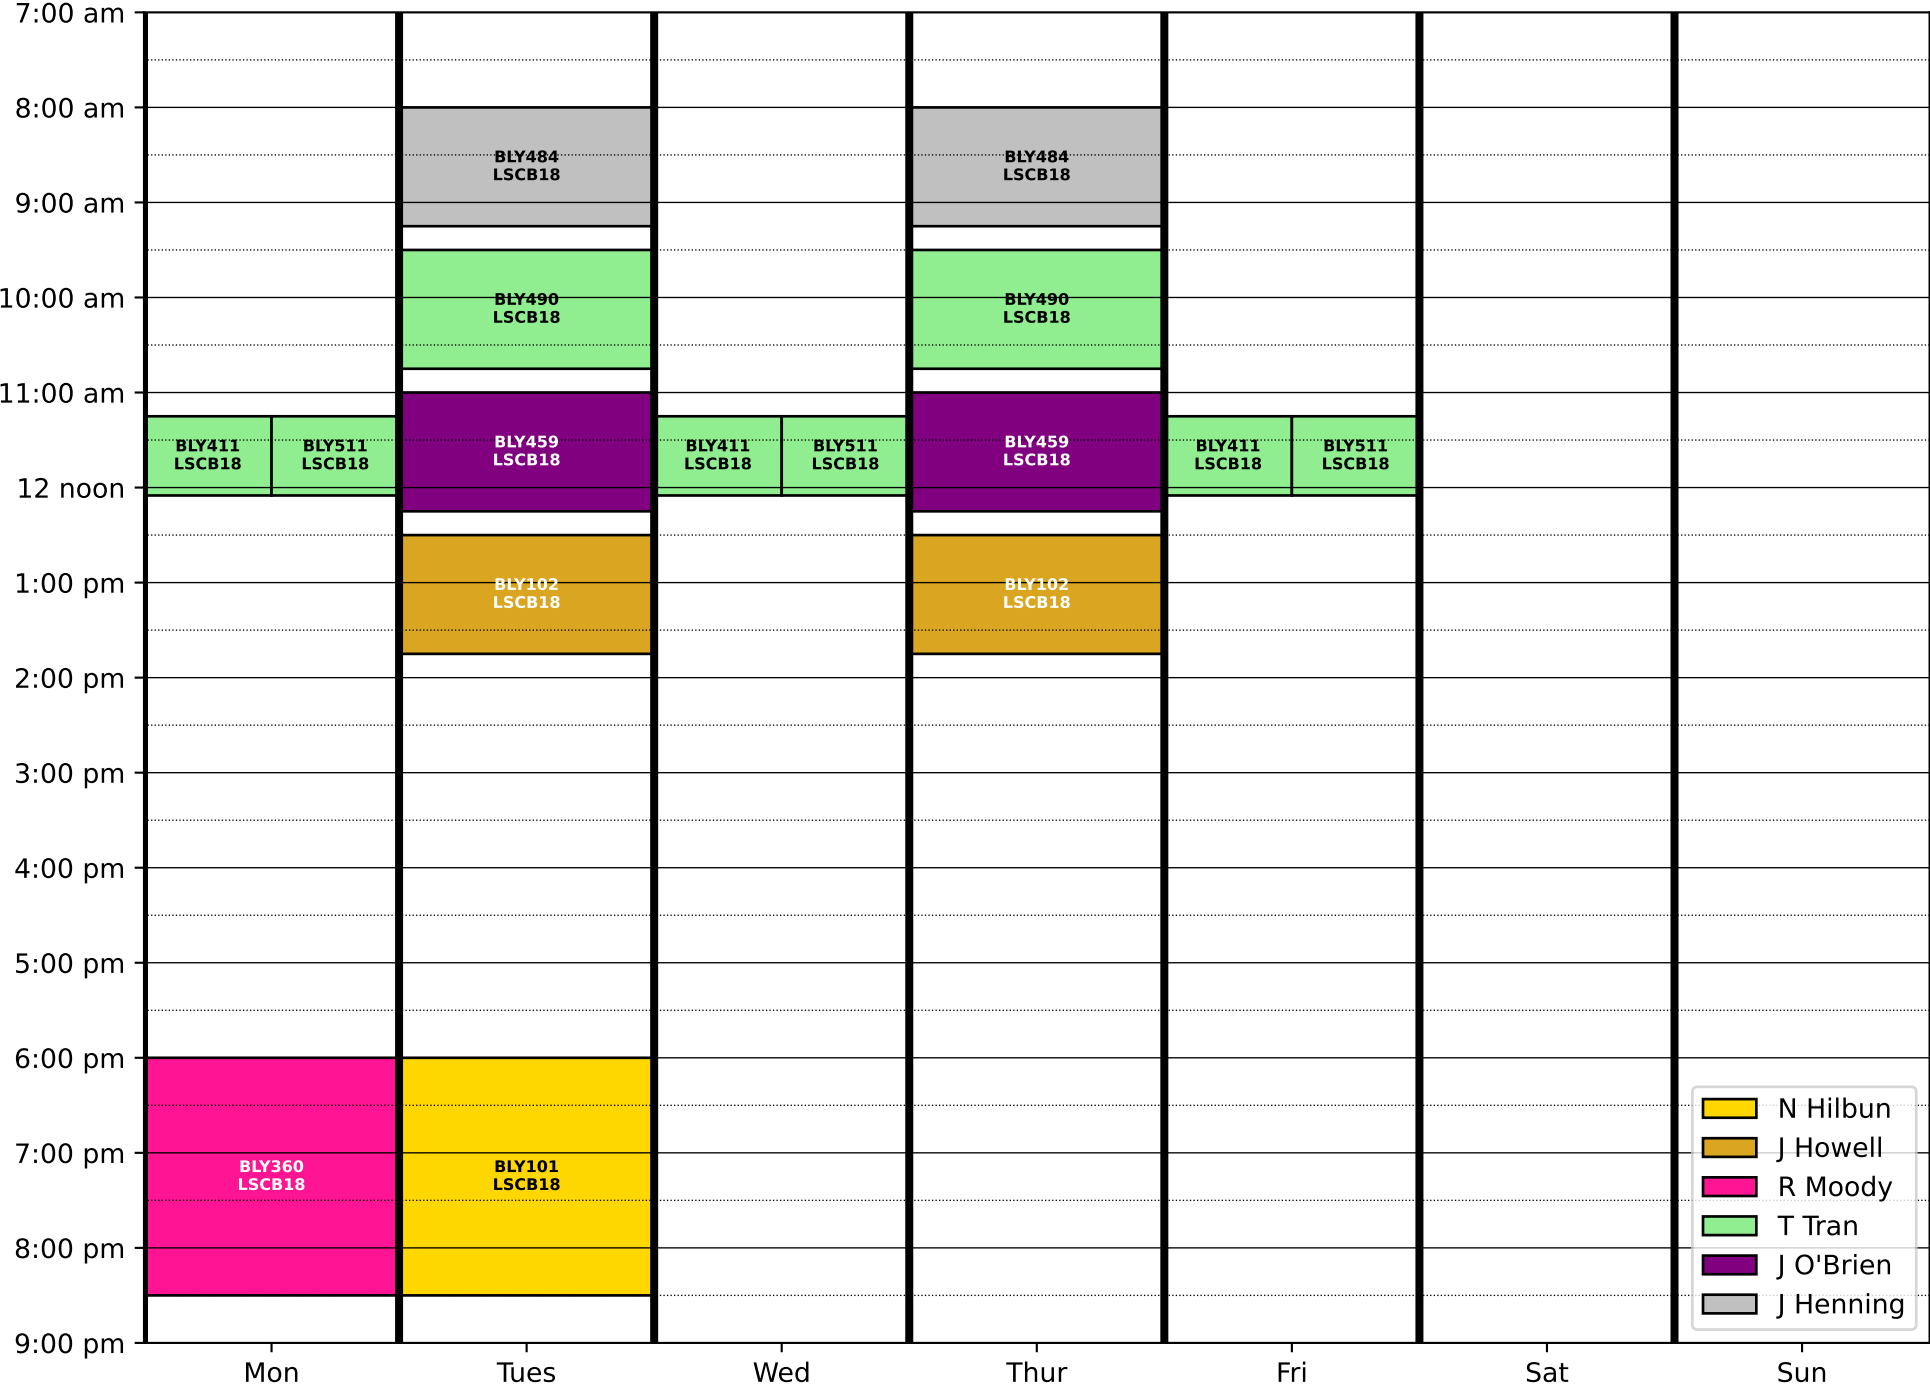 7:00 am
8:00 am
BLY484
LSCB18
BLY484
LSCB18
9:00 am
10:00 am
BLY490
LSCB18
BLY490
LSCB18
11:00 am
BLY411
LSCB18
BLY511
LSCB18
BLY459
LSCB18
BLY411
LSCB18
BLY511
LSCB18
BLY459
LSCB18
BLY411
LSCB18
BLY511
LSCB18
12 noon
1:00 pm
BLY102
LSCB18
BLY102
LSCB18
2:00 pm
3:00 pm
4:00 pm
5:00 pm
6:00 pm
7:00 pm
BLY360
LSCB18
BLY101
LSCB18
8:00 pm
9:00 pm
N Hilbun
J Howell
R Moody
T Tran
J O'Brien
J Henning
Mon
Tues
Wed
Thur
Fri
Sat
Sun